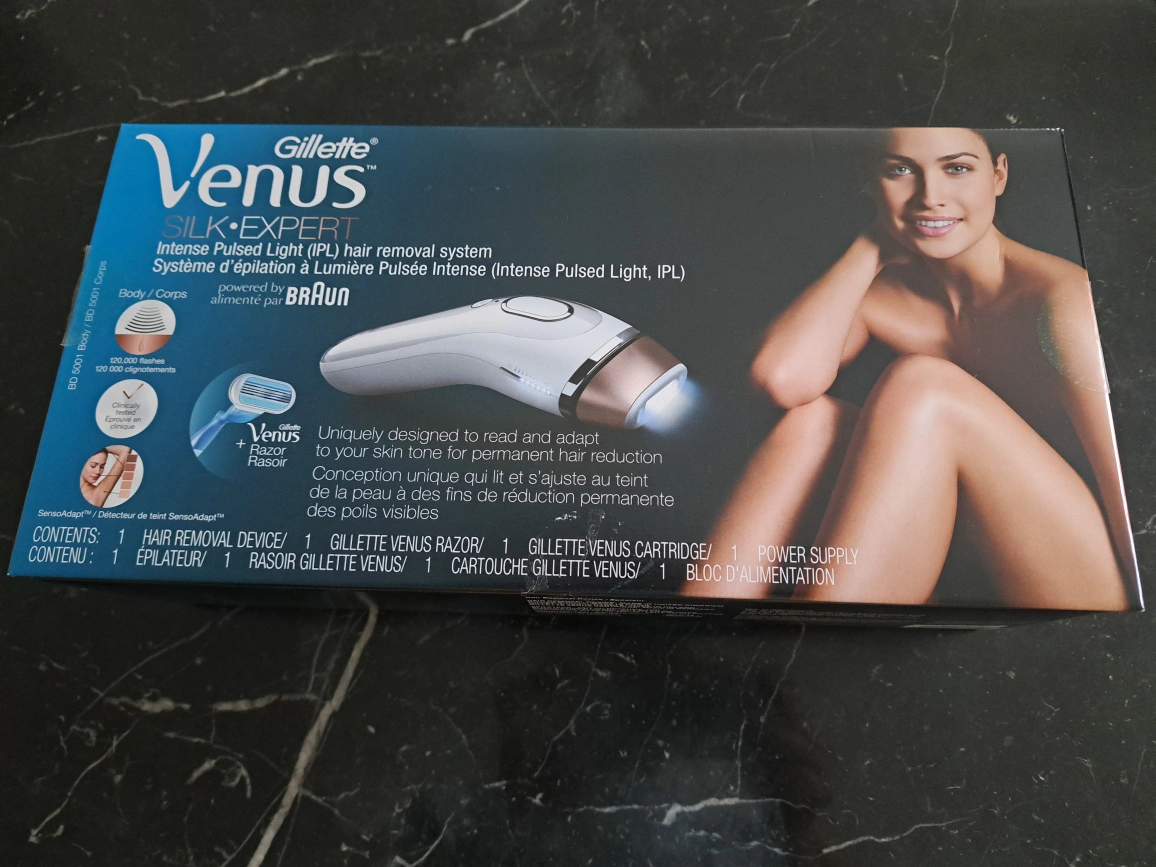 Gillette®
Venus™
SILK•EXPERT
Intense Pulsed Light (IPL) hair removal system
Système d'épilation à Lumière Pulsée Intense (Intense Pulsed Light, IPL)
powered by
alimenté par BRAUN
BD 5001 Body / BD 5001 Corps
Body / Corps
120,000 flashes
120 000 clignotements
Clinically
tested
Éprouvé en
clinique
SensoAdapt™ / Détecteur de teint SensoAdapt™
Gillette
Venus
+ Razor
Rasoir
Uniquely designed to read and adapt
to your skin tone for permanent hair reduction
Conception unique qui lit et s'ajuste au teint
de la peau à des fins de réduction permanente
des poils visibles
CONTENTS: 1 HAIR REMOVAL DEVICE/ 1 GILLETTE VENUS RAZOR/ 1 GILLETTE VENUS CARTRIDGE/ 1 POWER SUPPLY
CONTENU : 1 ÉPILATEUR/ 1 RASOIR GILLETTE VENUS/ 1 CARTOUCHE GILLETTE VENUS/ 1 BLOC D'ALIMENTATION